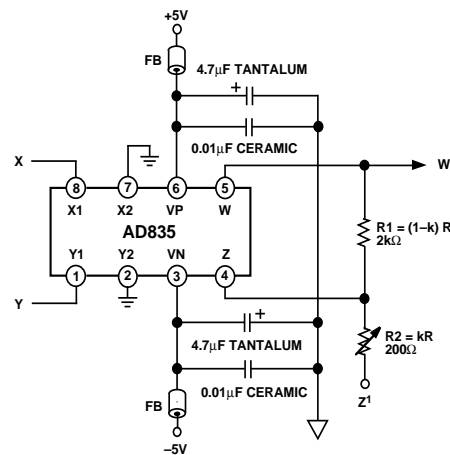 +5V
FB
4.7μF TANTALUM
+
0.01μF CERAMIC
X
W
8
7
6
5
X1
X2
VP
W
R1 = (1–k) R
2kΩ
AD835
Y1
Y2
VN
Z
1
2
3
4
Y
+
R2 = kR
200Ω
4.7μF TANTALUM
Z1
0.01μF CERAMIC
FB
–5V